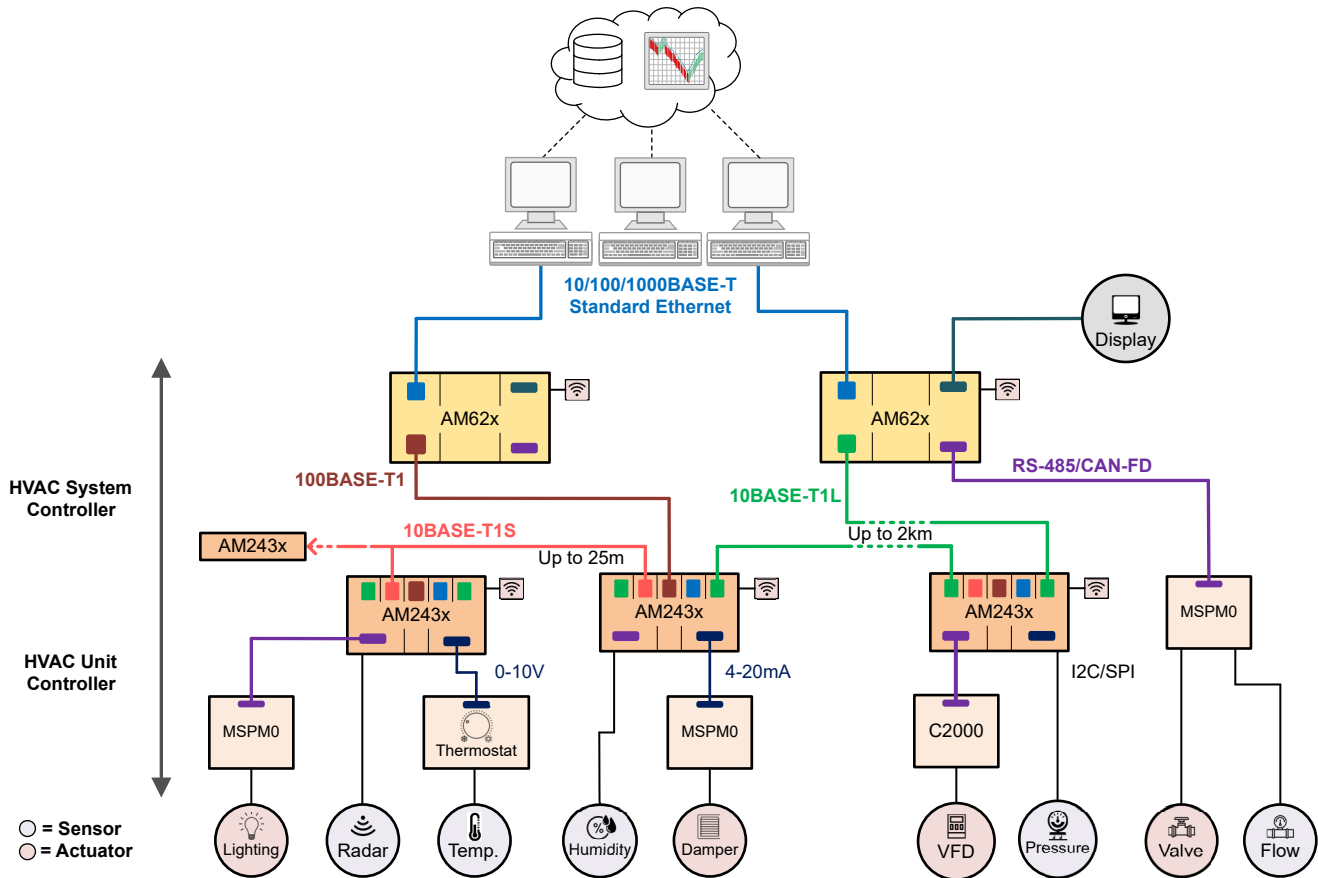 10/100/1000BASE-T
Standard Ethernet
Display
AM62x
AM62x
100BASE-T1
10BASE-T1L
RS-485/CAN-FD
HVAC System
Controller
10BASE-T1S
AM243x
Up to 25m
Up to 2km
AM243x
AM243x
AM243x
MSPM0
HVAC Unit
Controller
0-10V
4-20mA
I2C/SPI
MSPM0
Thermostat
MSPM0
C2000
= Sensor
= Actuator
Lighting
Radar
Temp.
%
Humidity
Damper
VFD
Pressure
Valve
Flow